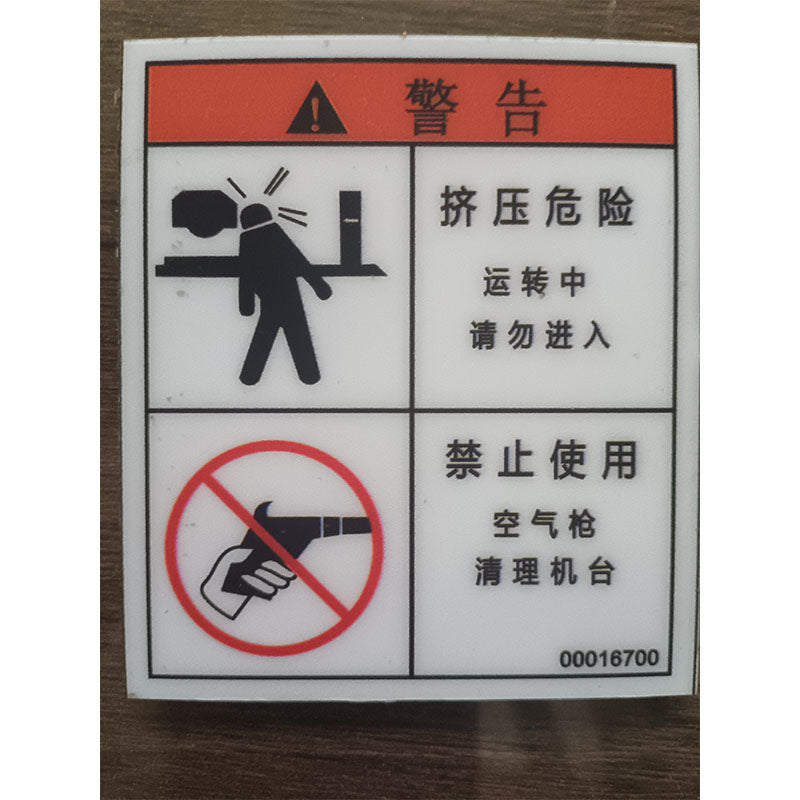 警告
挤压危险
运转中
请勿进入
禁止使用
空气枪
清理机台
00016700